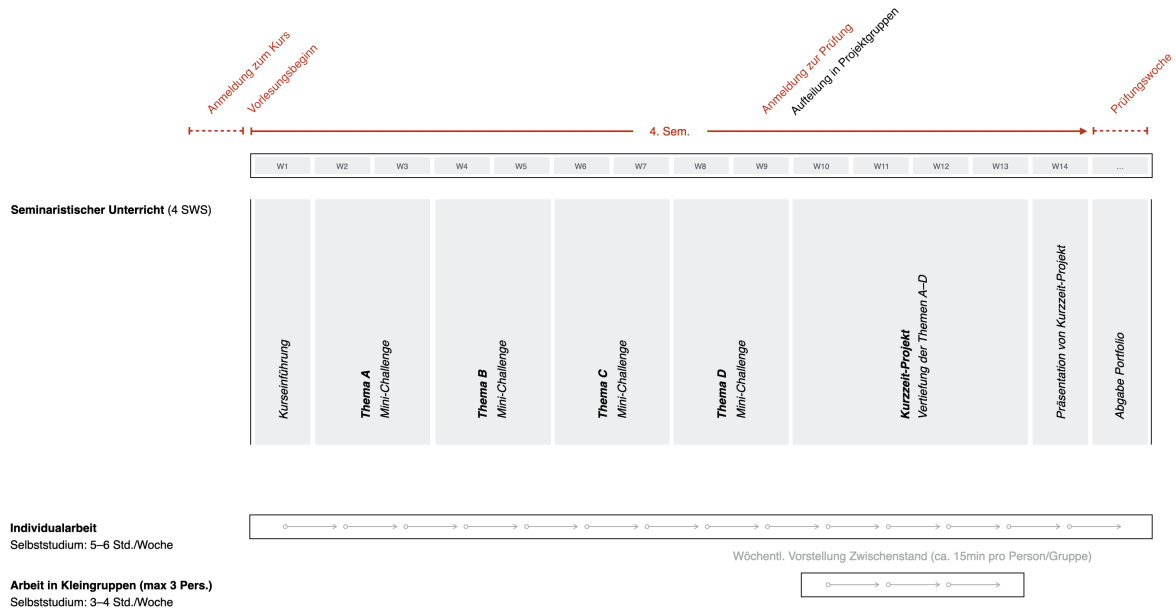 Anmeldung zum Kurs
Vorlesungsbeginn
Anmeldung zur Prüfung
Aufteilung in Projektgruppen
Prüfungswoche
4. Sem.
W1 W2 W3 W4 W5 W6 W7 W8 W9 W10 W11 W12 W13 W14 ...
Seminaristischer Unterricht (4 SWS)
Kurseinführung
Thema A
Mini-Challenge
Thema B
Mini-Challenge
Thema C
Mini-Challenge
Thema D
Mini-Challenge
Kurzzeit-Projekt
Vertiefung der Themen A–D
Präsentation von Kurzzeit-Projekt
Abgabe Portfolio
Individualarbeit
Selbststudium: 5–6 Std./Woche
Wöchentl. Vorstellung Zwischenstand (ca. 15min pro Person/Gruppe)
Arbeit in Kleingruppen (max 3 Pers.)
Selbststudium: 3–4 Std./Woche